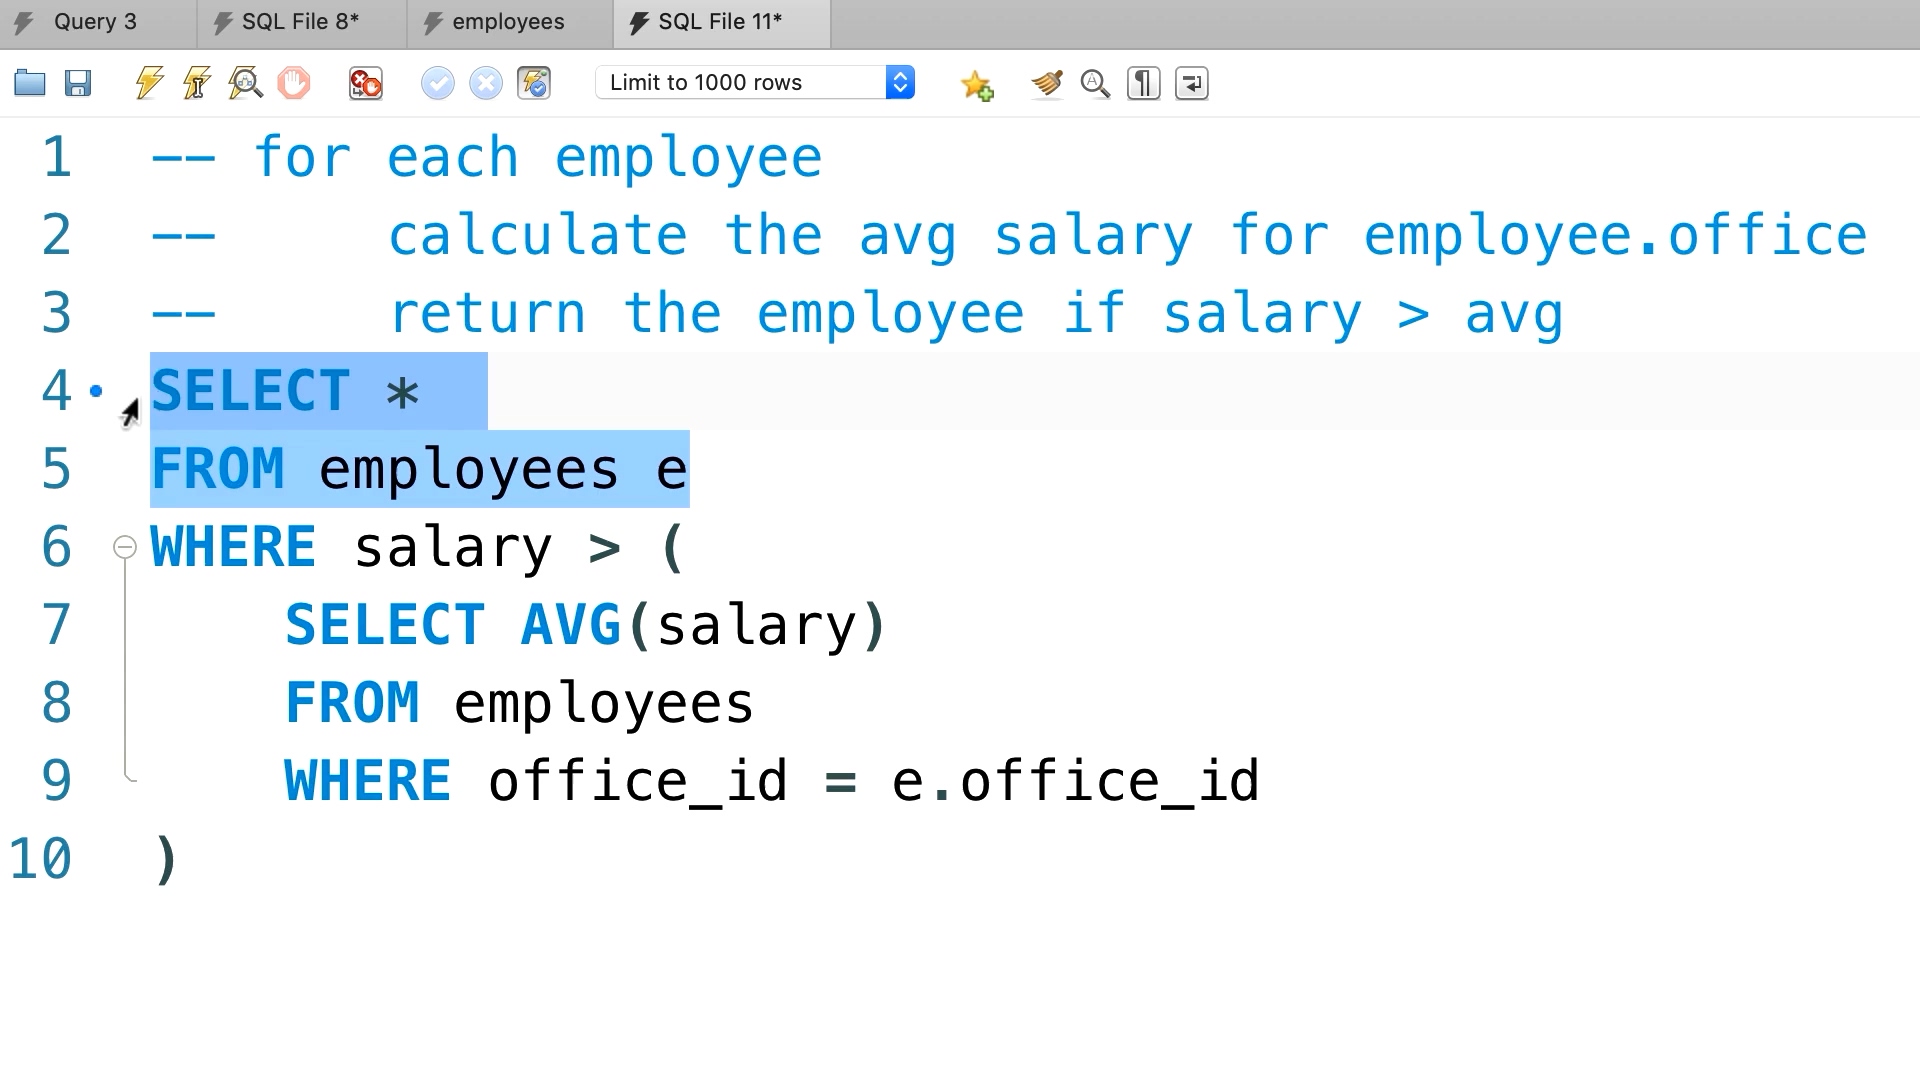 Query 3
SQL File 8*
employees
SQL File 11*
Limit to 1000 rows
1 -- for each employee
2 --     calculate the avg salary for employee.office
3 --     return the employee if salary > avg
4 SELECT *
5 FROM employees e
6 WHERE salary > (
7     SELECT AVG(salary)
8     FROM employees
9     WHERE office_id = e.office_id
10 )